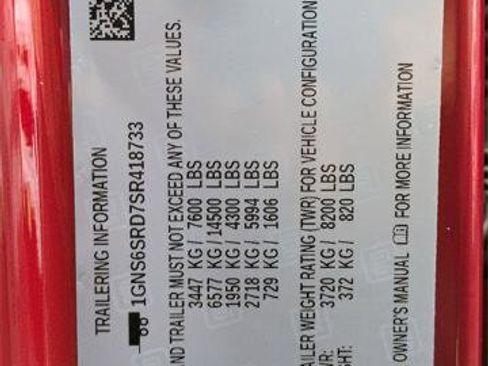 TRAILERING INFORMATION
1GNS6SRD7SR418733
ND TRAILER MUST NOT EXCEED ANY OF THESE VALUES.
3447 KG / 7600 LBS
6577 KG / 14500 LBS
1950 KG / 4300 LBS
2718 KG / 5994 LBS
729 KG / 1606 LBS
AILER WEIGHT RATING (TWR) FOR VEHICLE CONFIGURATION
WR: 3720 KG / 8200 LBS
GHT: 372 KG / 820 LBS
OWNER'S MANUAL FOR MORE INFORMATION